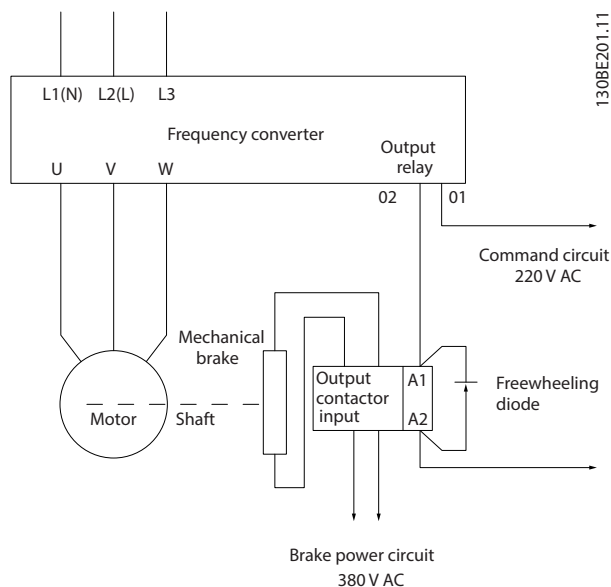 130BE201.11
L1(N) L2(L) L3
Frequency converter
Output
relay
U V W
02 01
Command circuit
220 V AC
Mechanical
brake
Output
contactor
input
A1
A2
Freewheeling
diode
Motor Shaft
Brake power circuit
380 V AC